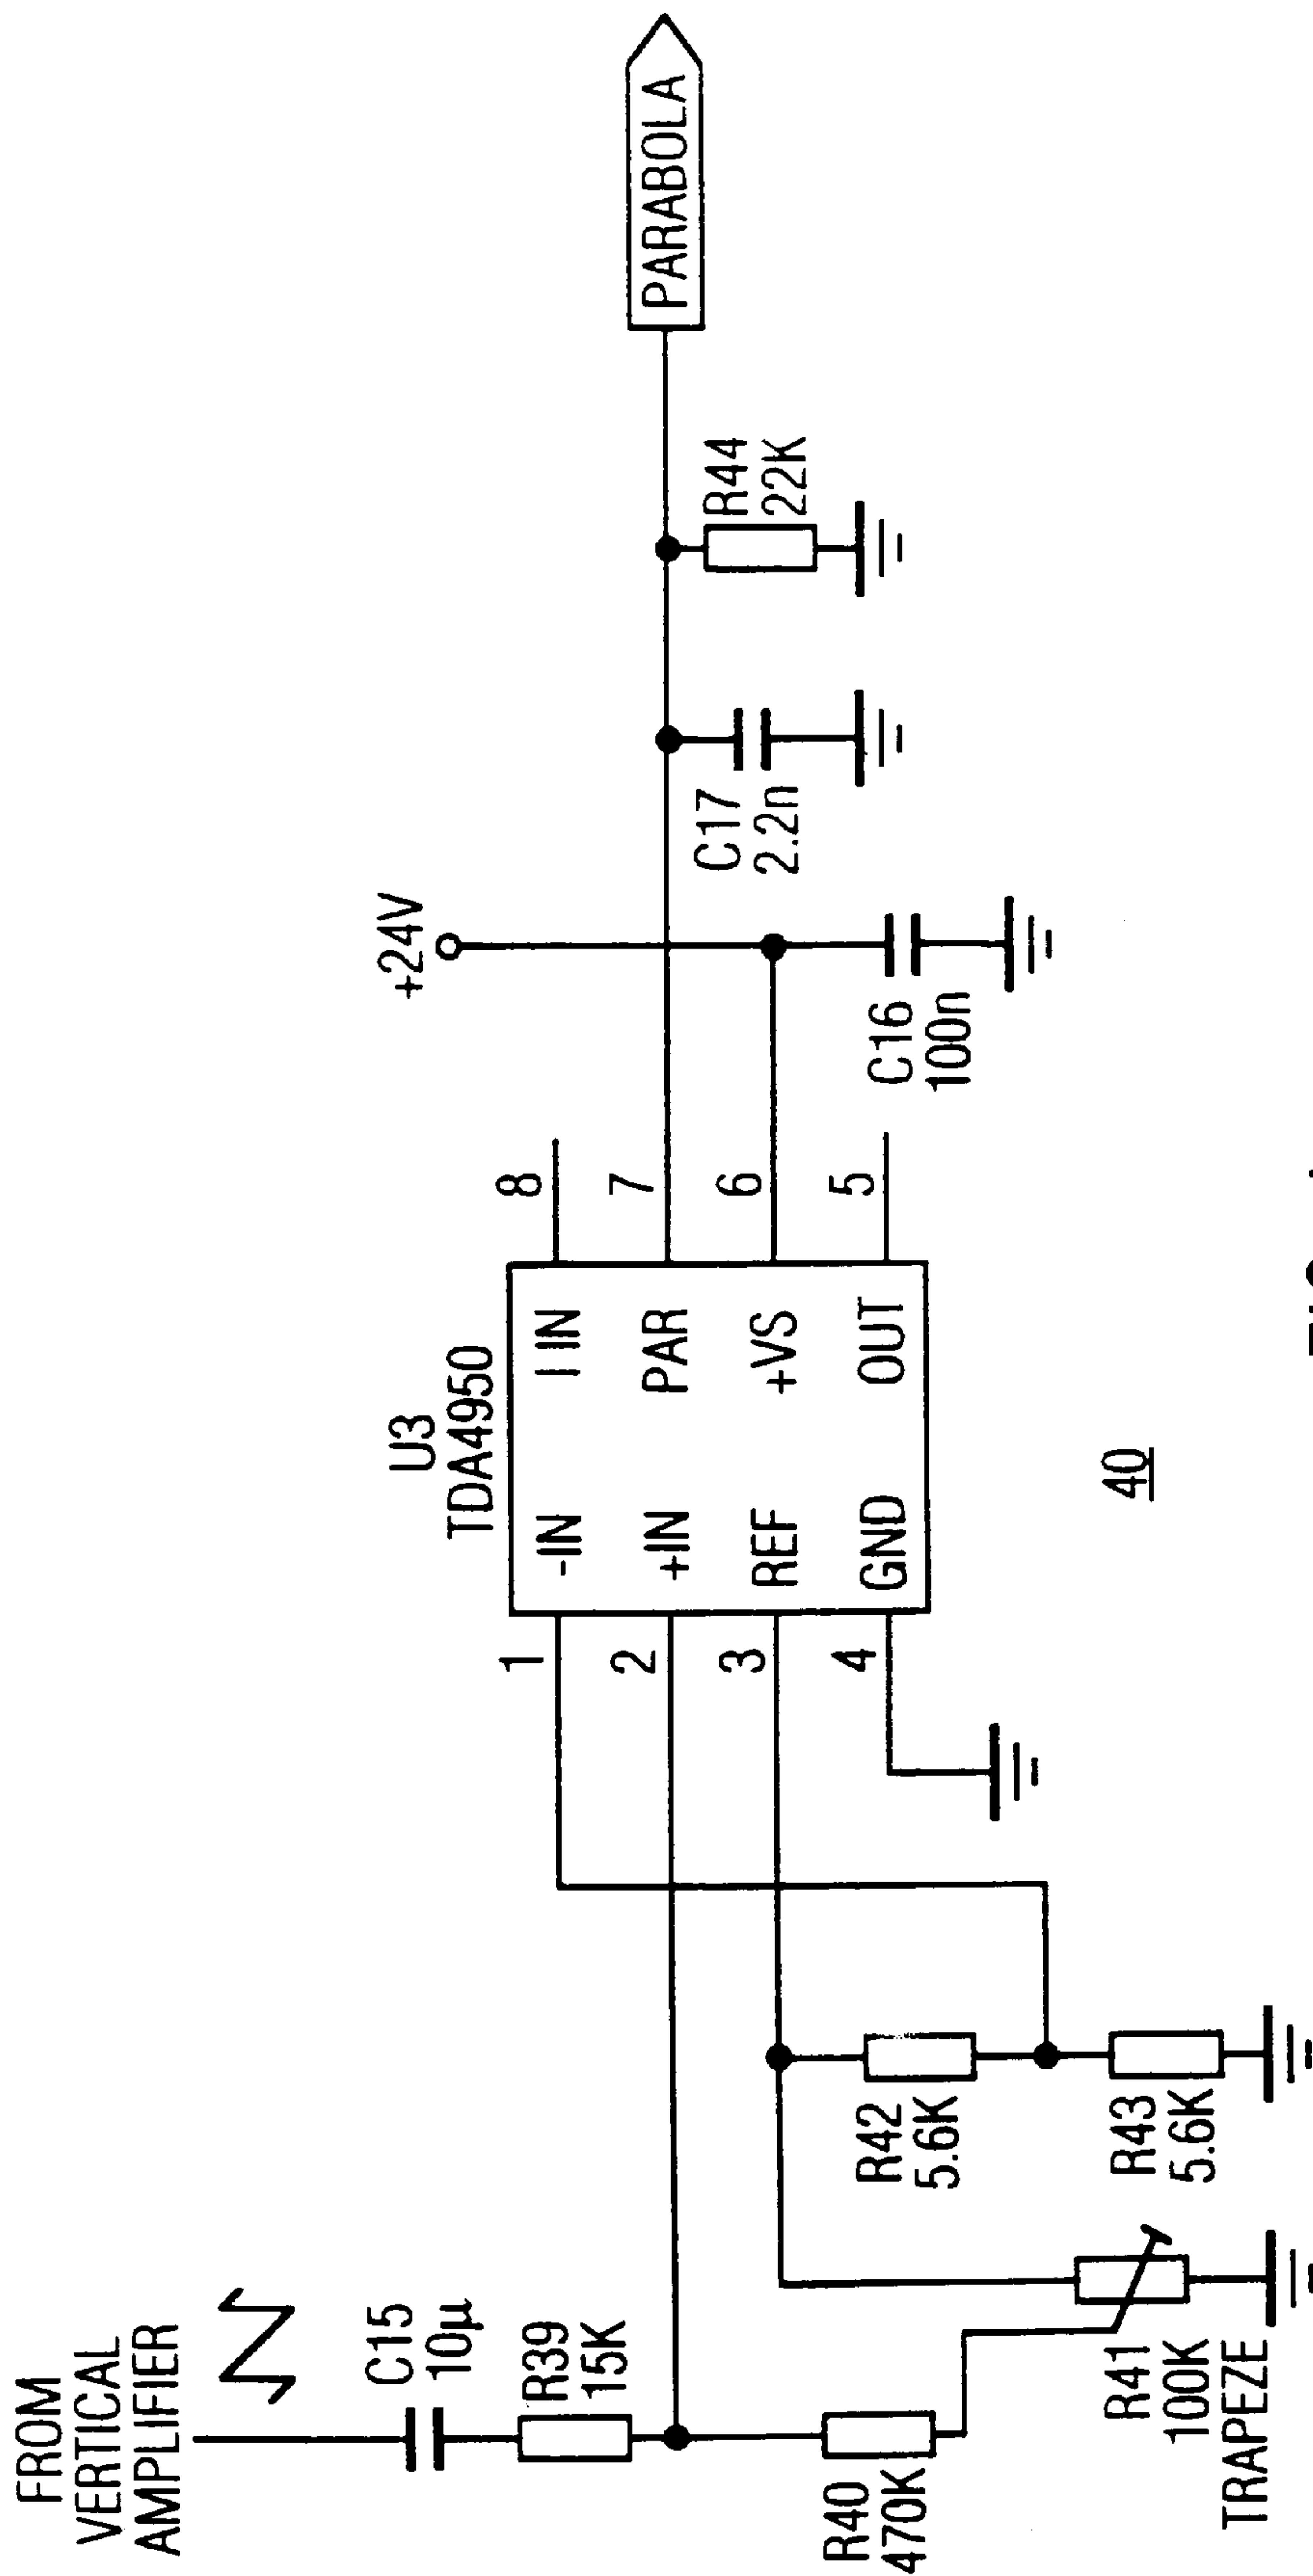 FROM
VERTICAL
AMPLIFIER
C15
10µ
R39
15K
R40
470K
R41
100K
TRAPEZE
R42
5.6K
R43
5.6K
U3
TDA4950
1
-IN
2
+IN
3
REF
4
GND
I IN
8
PAR
7
+VS
6
OUT
5
+24V
C16
100n
C17
2.2n
R44
22K
PARABOLA
40